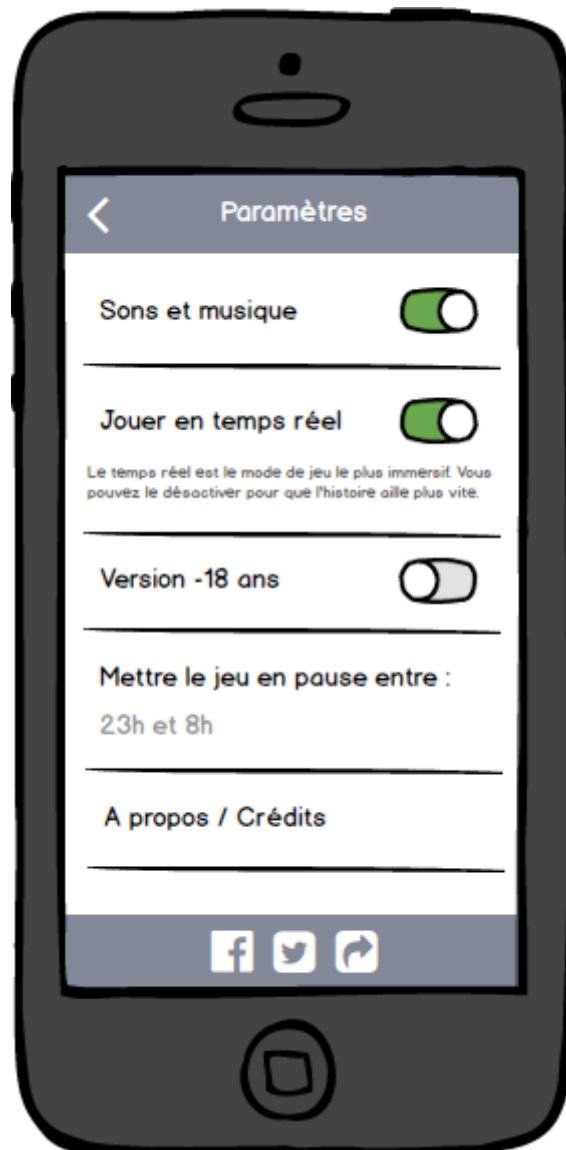 Paramètres
Sons et musique
Jouer en temps réel
Le temps réel est le mode de jeu le plus immersif. Vous
pouvez le désactiver pour que l'histoire aille plus vite.
Version -18 ans
Mettre le jeu en pause entre :
23h et 8h
A propos / Crédits